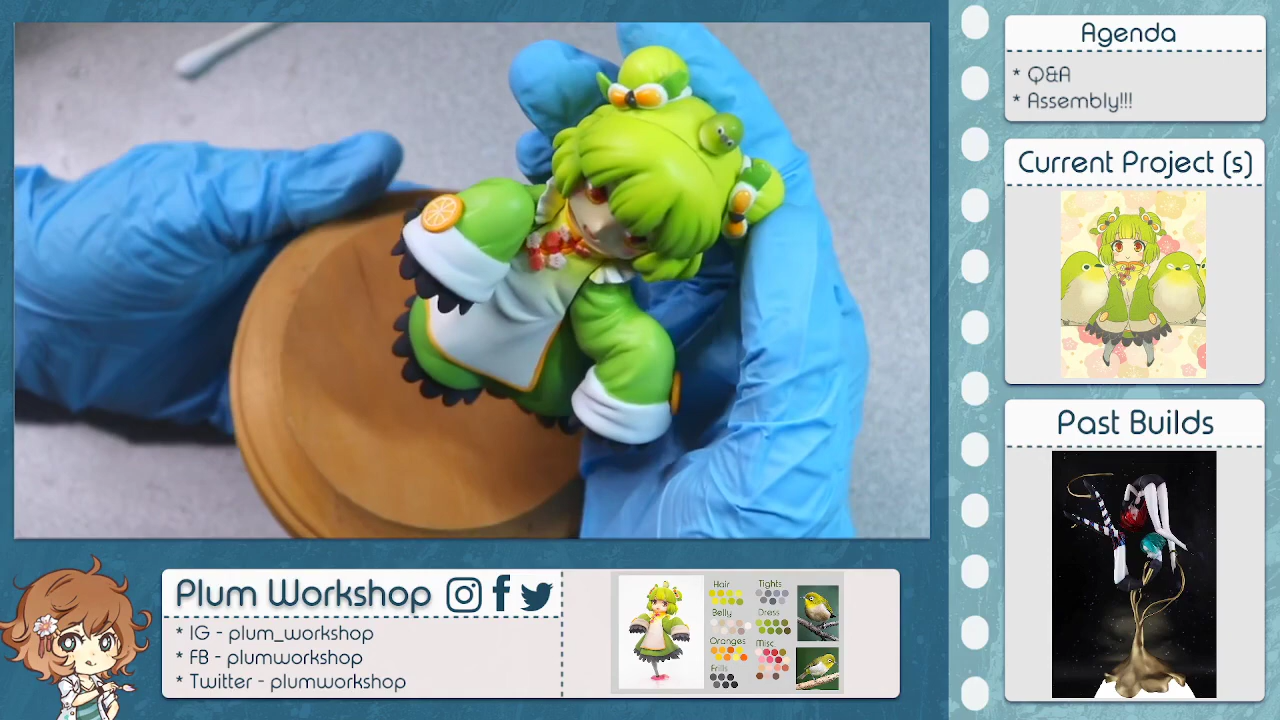 Agenda
* Q&A
* Assembly!!!
Current Project (s)
Past Builds
Plum Workshop
* IG - plum_workshop
* FB - plumworkshop
* Twitter - plumworkshop
Hair
Tights
Belly
Dress
Oranges
Misc.
Frills